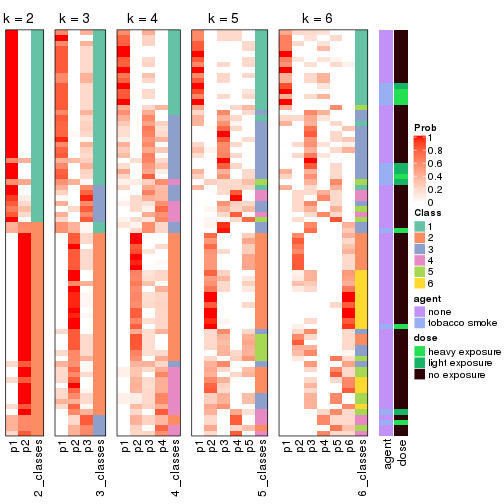 k = 2
k = 3
k = 4
k = 5
k = 6
Prob
1
0.8
0.6
0.4
0.2
0
Class
1
2
3
4
5
6
agent
none
tobacco smoke
dose
heavy exposure
light exposure
no exposure
p1
p2
2_classes
p1
p2
p3
3_classes
p1
p2
p3
p4
4_classes
p1
p2
p3
p4
p5
5_classes
p1
p2
p3
p4
p5
p6
6_classes
agent
dose